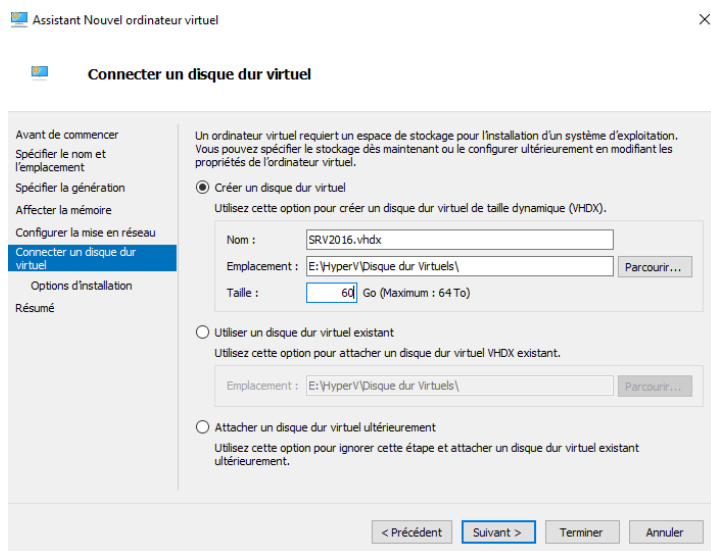 Assistant Nouvel ordinateur virtuel
Connecter un disque dur virtuel
Avant de commencer
Spécifier le nom et
l'emplacement
Spécifier la génération
Affecter la mémoire
Configurer la mise en réseau
Connecter un disque dur
virtuel
Options d'installation
Résumé
Un ordinateur virtuel requiert un espace de stockage pour l'installation d'un système d'exploitation.
Vous pouvez spécifier le stockage dès maintenant ou le configurer ultérieurement en modifiant les
propriétés de l'ordinateur virtuel.
Créer un disque dur virtuel
Utilisez cette option pour créer un disque dur virtuel de taille dynamique (VHDX).
Nom : SRV2016.vhdx
Emplacement : E:\HyperV\Disque dur Virtuels\ Parcourir...
Taille : 60 Go (Maximum : 64 To)
Utiliser un disque dur virtuel existant
Utilisez cette option pour attacher un disque dur virtuel VHDX existant.
Emplacement : E:\HyperV\Disque dur Virtuels\ Parcourir...
Attacher un disque dur virtuel ultérieurement
Utilisez cette option pour ignorer cette étape et attacher un disque dur virtuel existant
ultérieurement.
< Précédent Suivant > Terminer Annuler